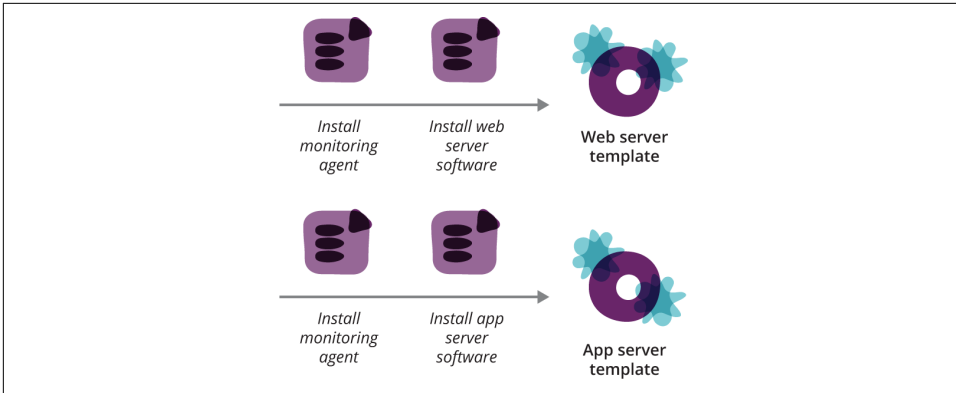 Install
monitoring
agent
Install web
server
software
Web server
template
Install
monitoring
agent
Install app
server
software
App server
template